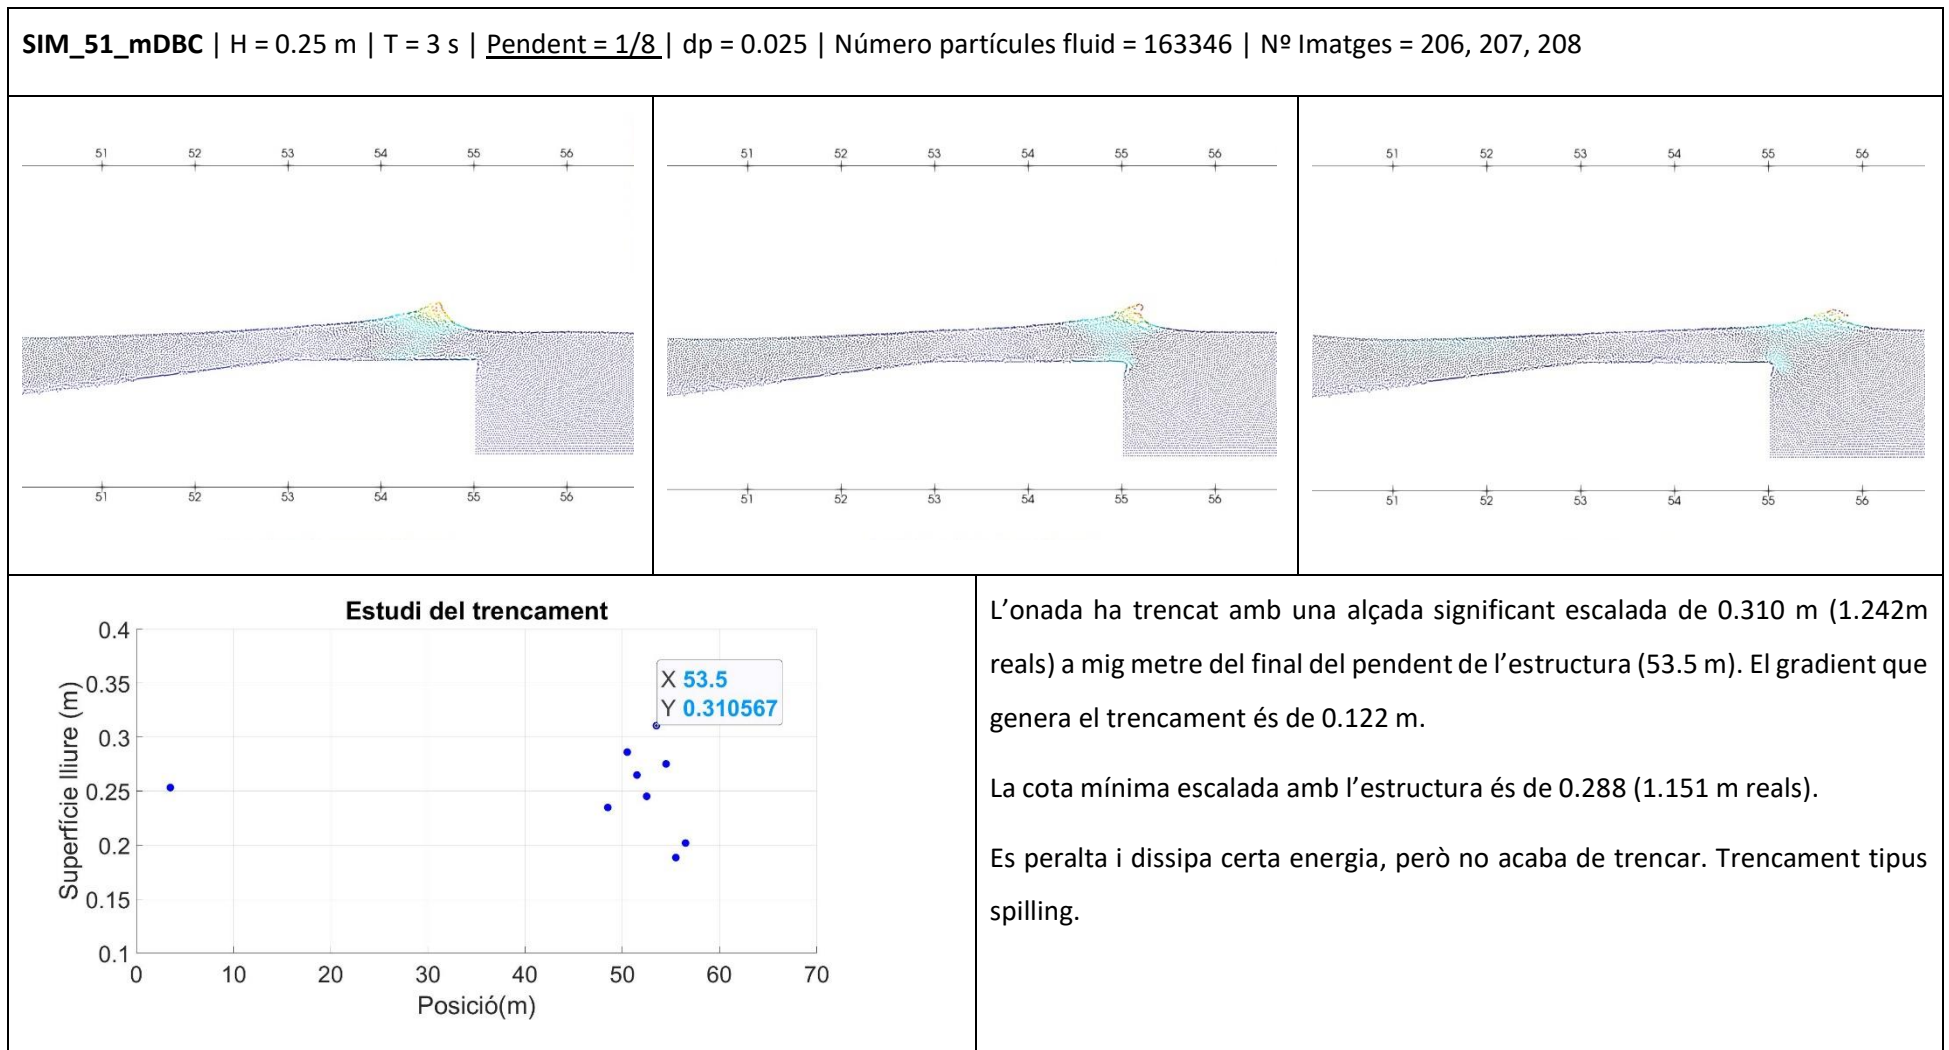 SIM_51_mDBC | H = 0.25 m | T = 3 s | Pendent = 1/8 | dp = 0.025 | Número partícules fluid = 163346 | Nº Imatges = 206, 207, 208
51 52 53 54 55 56
51 52 53 54 55 56
51 52 53 54 55 56
51 52 53 54 55 56
51 52 53 54 55 56
51 52 53 54 55 56
Estudi del trencament
Superfície lliure (m)
0.4
0.35
0.3
0.25
0.2
0.15
0.1
X 53.5
Y 0.310567
0 10 20 30 40 50 60 70
Posició(m)
L’onada ha trencat amb una alçada significant escalada de 0.310 m (1.242m
reals) a mig metre del final del pendent de l’estructura (53.5 m). El gradient que
genera el trencament és de 0.122 m.
La cota mínima escalada amb l’estructura és de 0.288 (1.151 m reals).
Es peralta i dissipa certa energia, però no acaba de trencar. Trencament tipus
spilling.